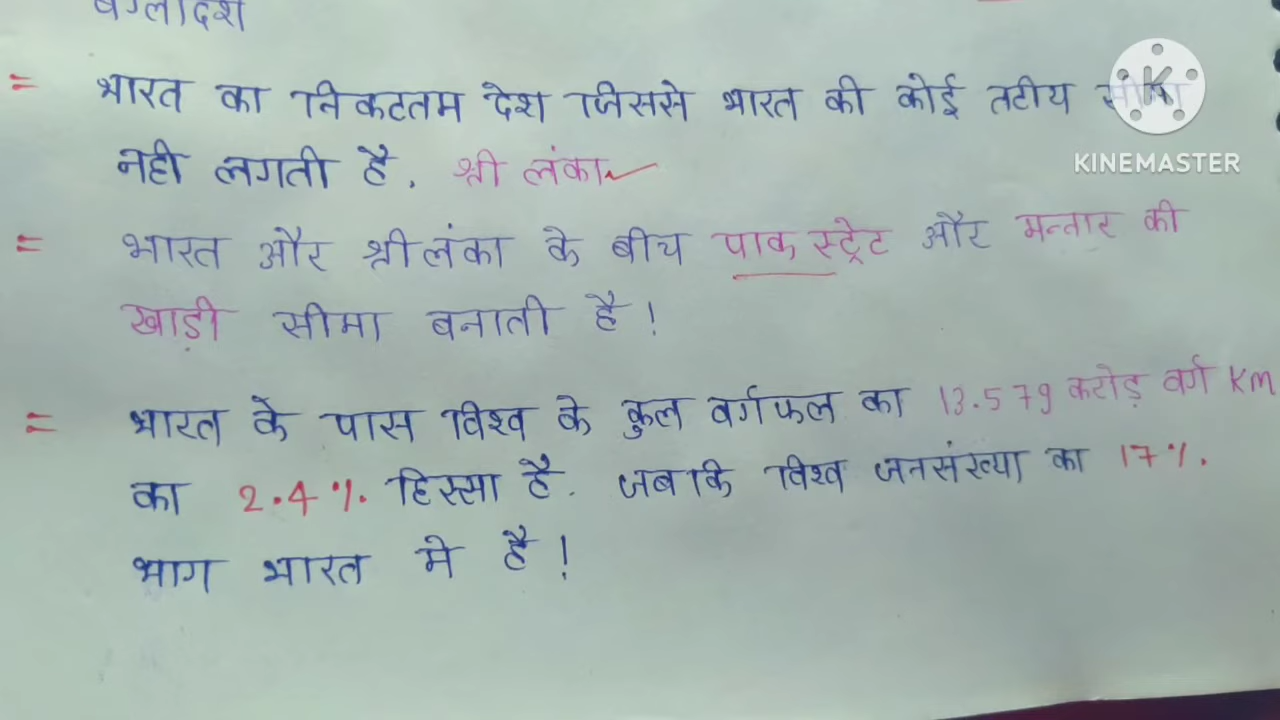 बंग्लादेश
= भारत का निकटतम देश जिससे भारत की कोई तटीय सीमा
नही लगती है. श्री लंका
= भारत और श्रीलंका के बीच पाक स्ट्रेट और मन्नार की
खाड़ी सीमा बनाती है!
= भारत के पास विश्व के कुल वर्गफल का 13.579 करोड़ वर्ग Km
का 2.4%. हिस्सा है. जबकि विश्व जनसंख्या का 17%.
भाग भारत मे है!
K
KINEMASTER